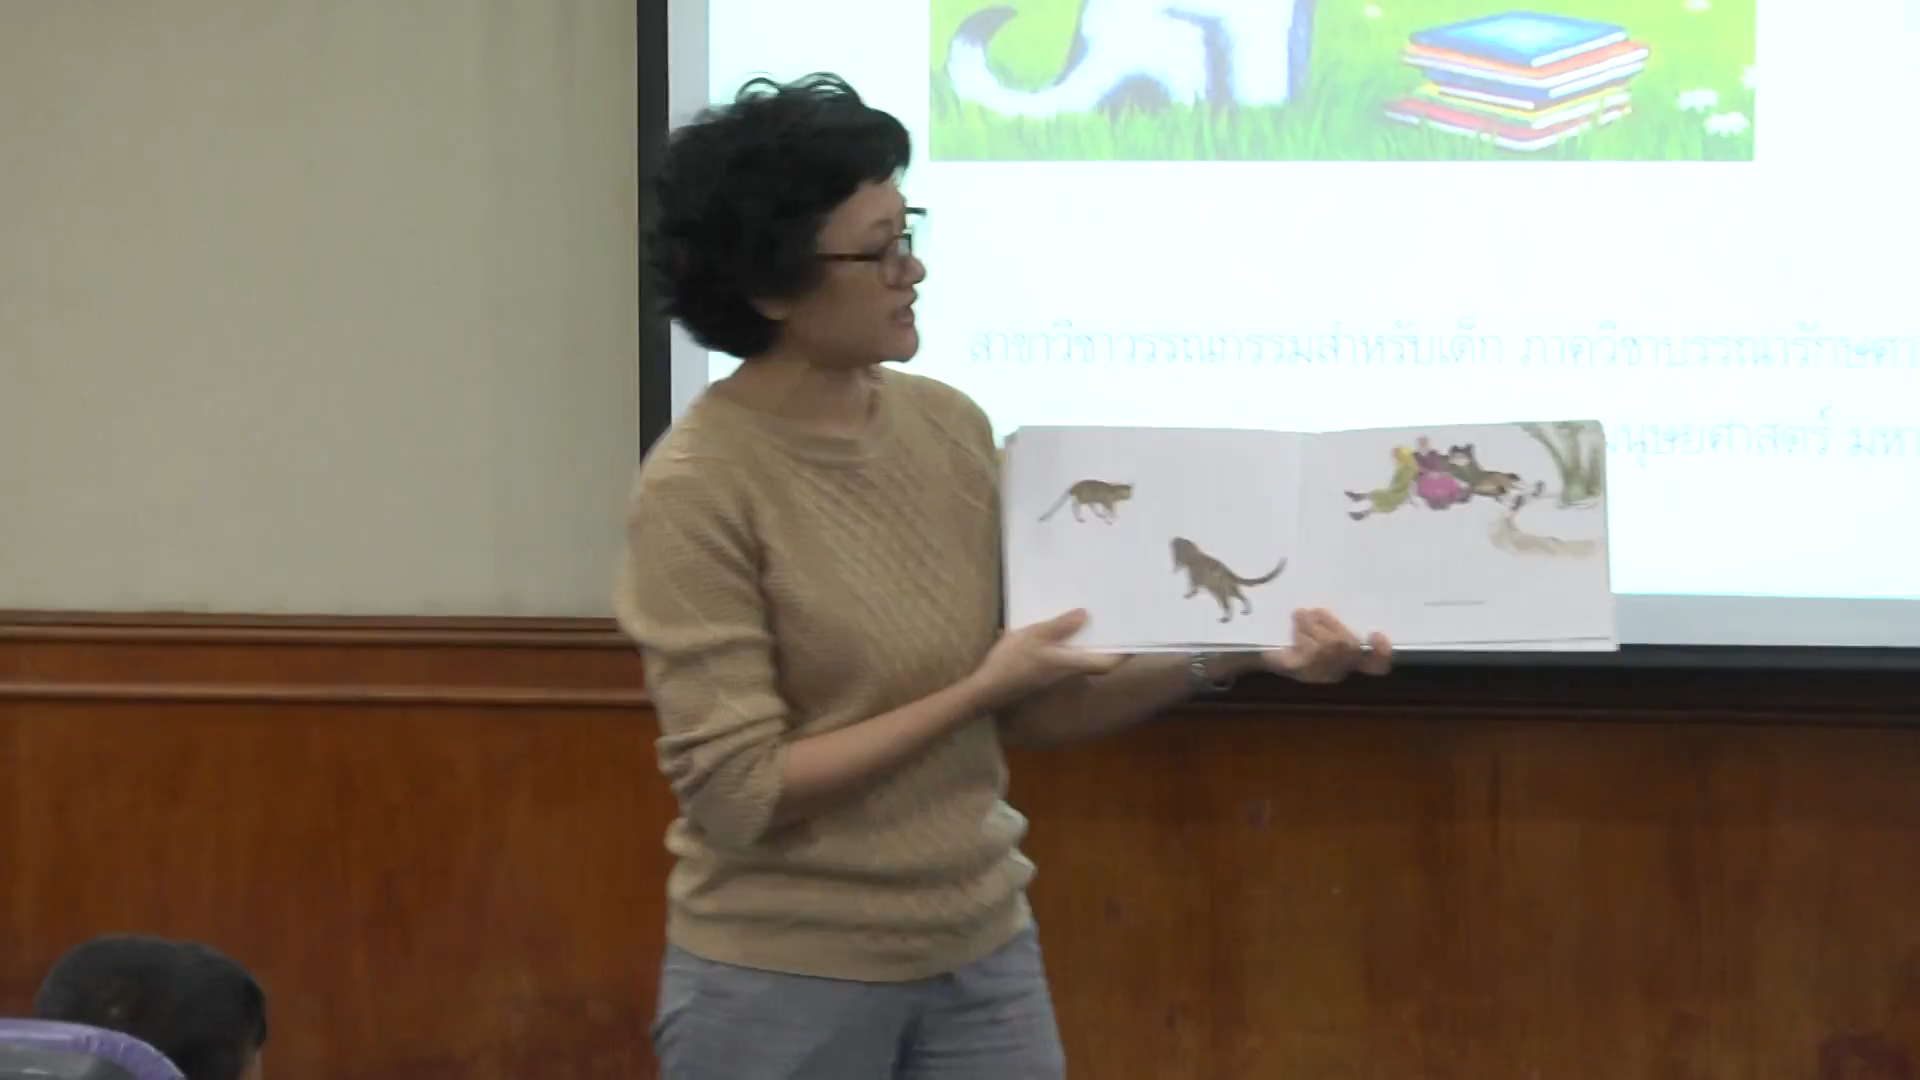 สาขาวิชาวรรณกรรมสำหรับเด็ก ภาควิชาบรรณารักษศา
มนุษยศาสตร์ มหา